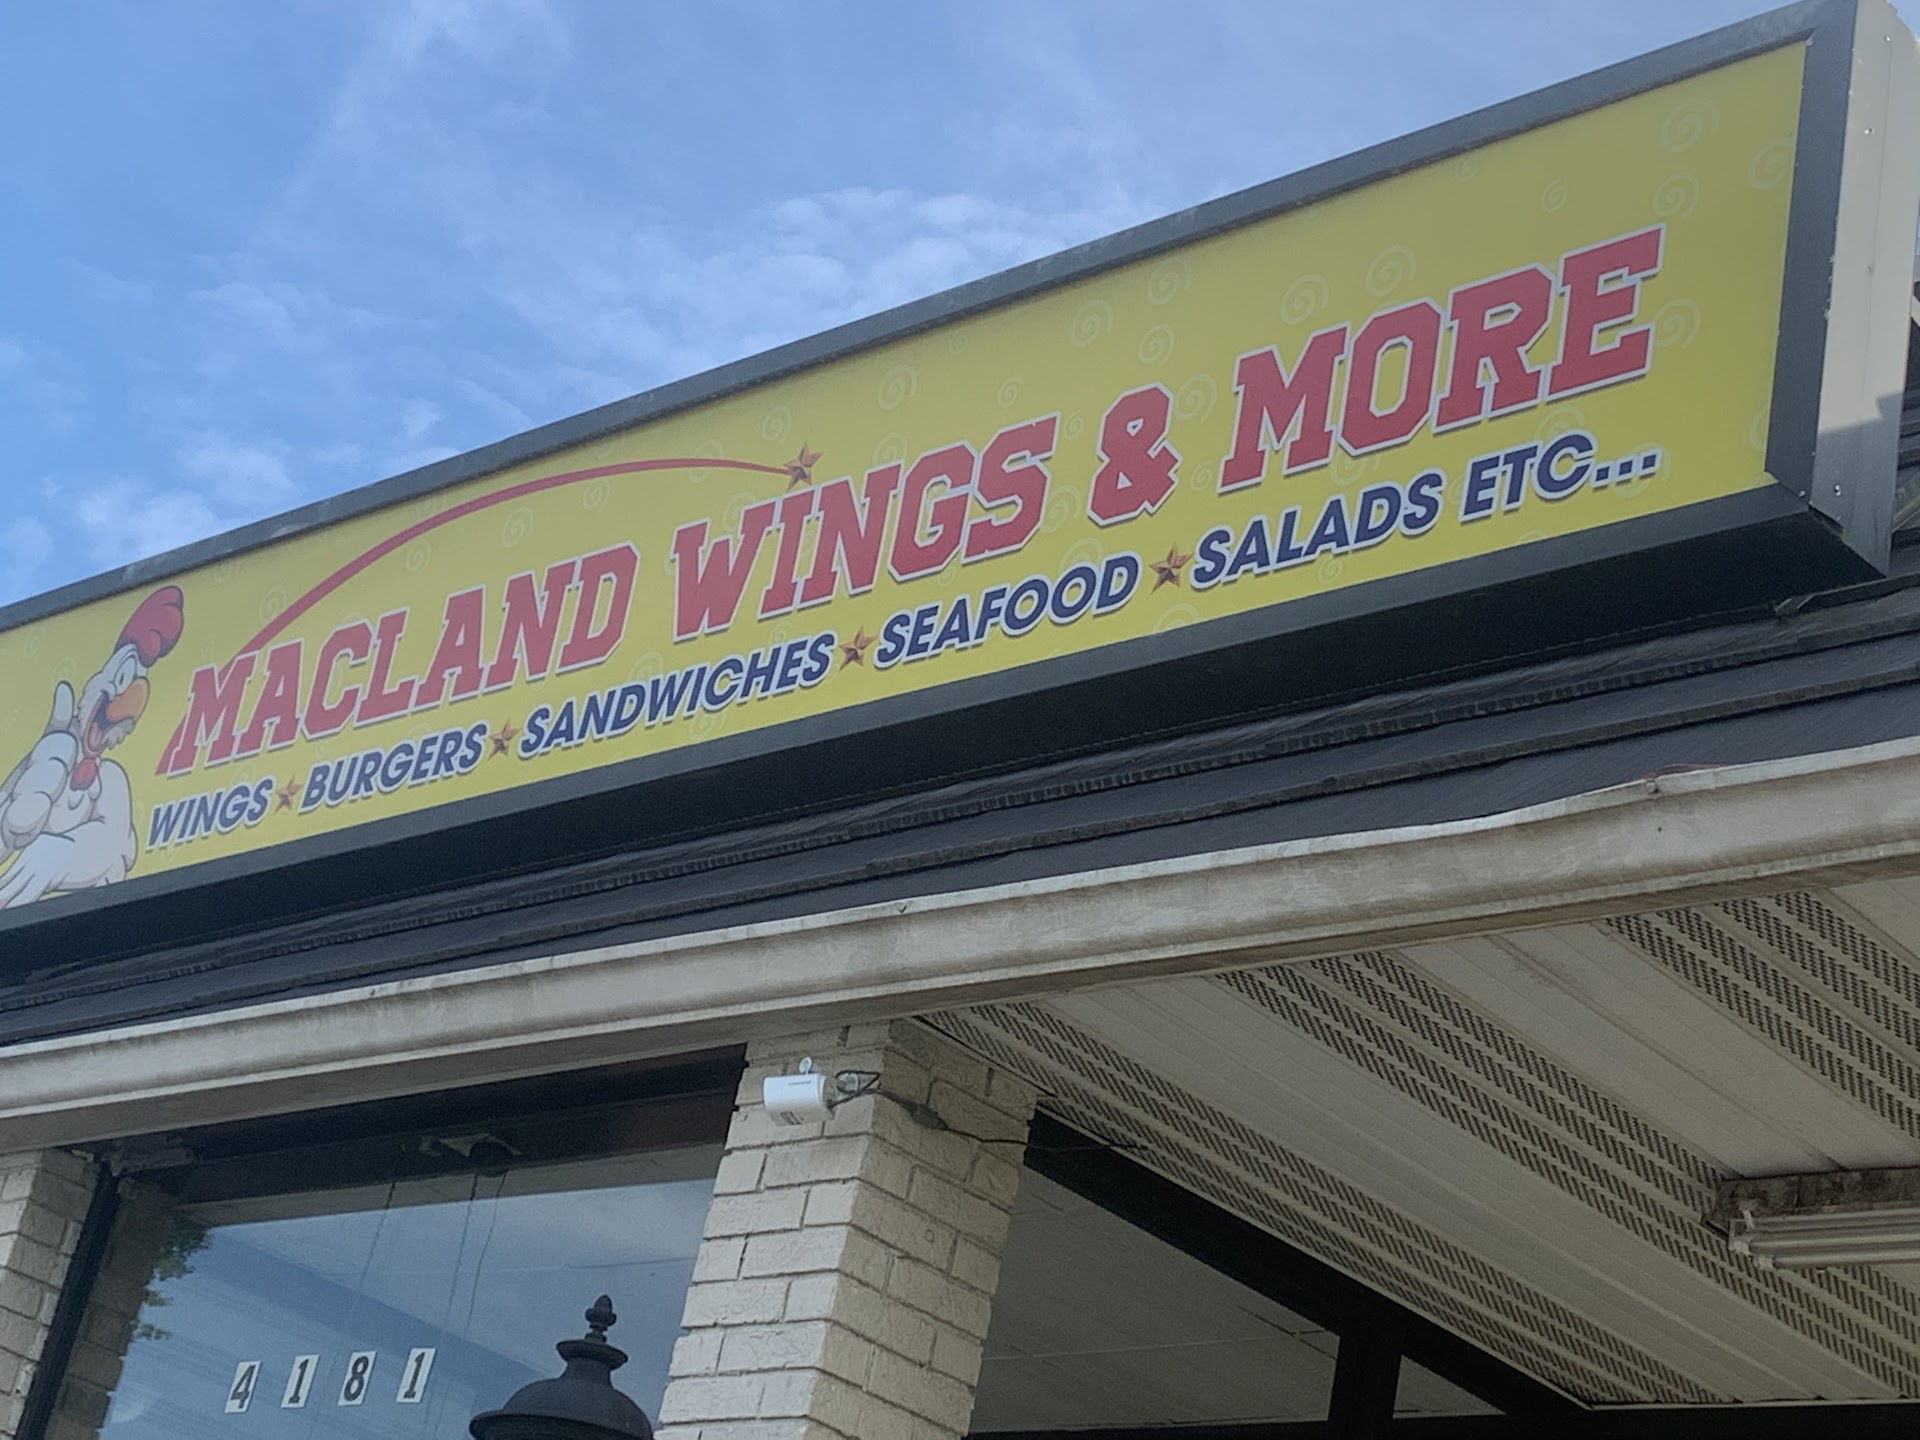 MACLAND WINGS & MORE
WINGS ★ BURGERS ★ SANDWICHES ★ SEAFOOD ★ SALADS ETC...
4181